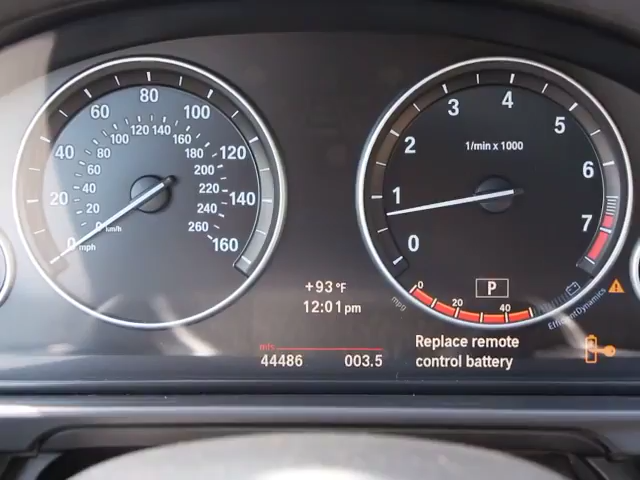 0 20 40 60 80 100 120 140 160
mph
0 20 40 60 80 100 120 140 160 180 200 220 240 260
km/h
0 1 2 3 4 5 6 7
1/min x 1000
+93 °F
12:01 pm
mls
44486 003.5
P
mpg 0 20 40
EfficientDynamics
Replace remote
control battery